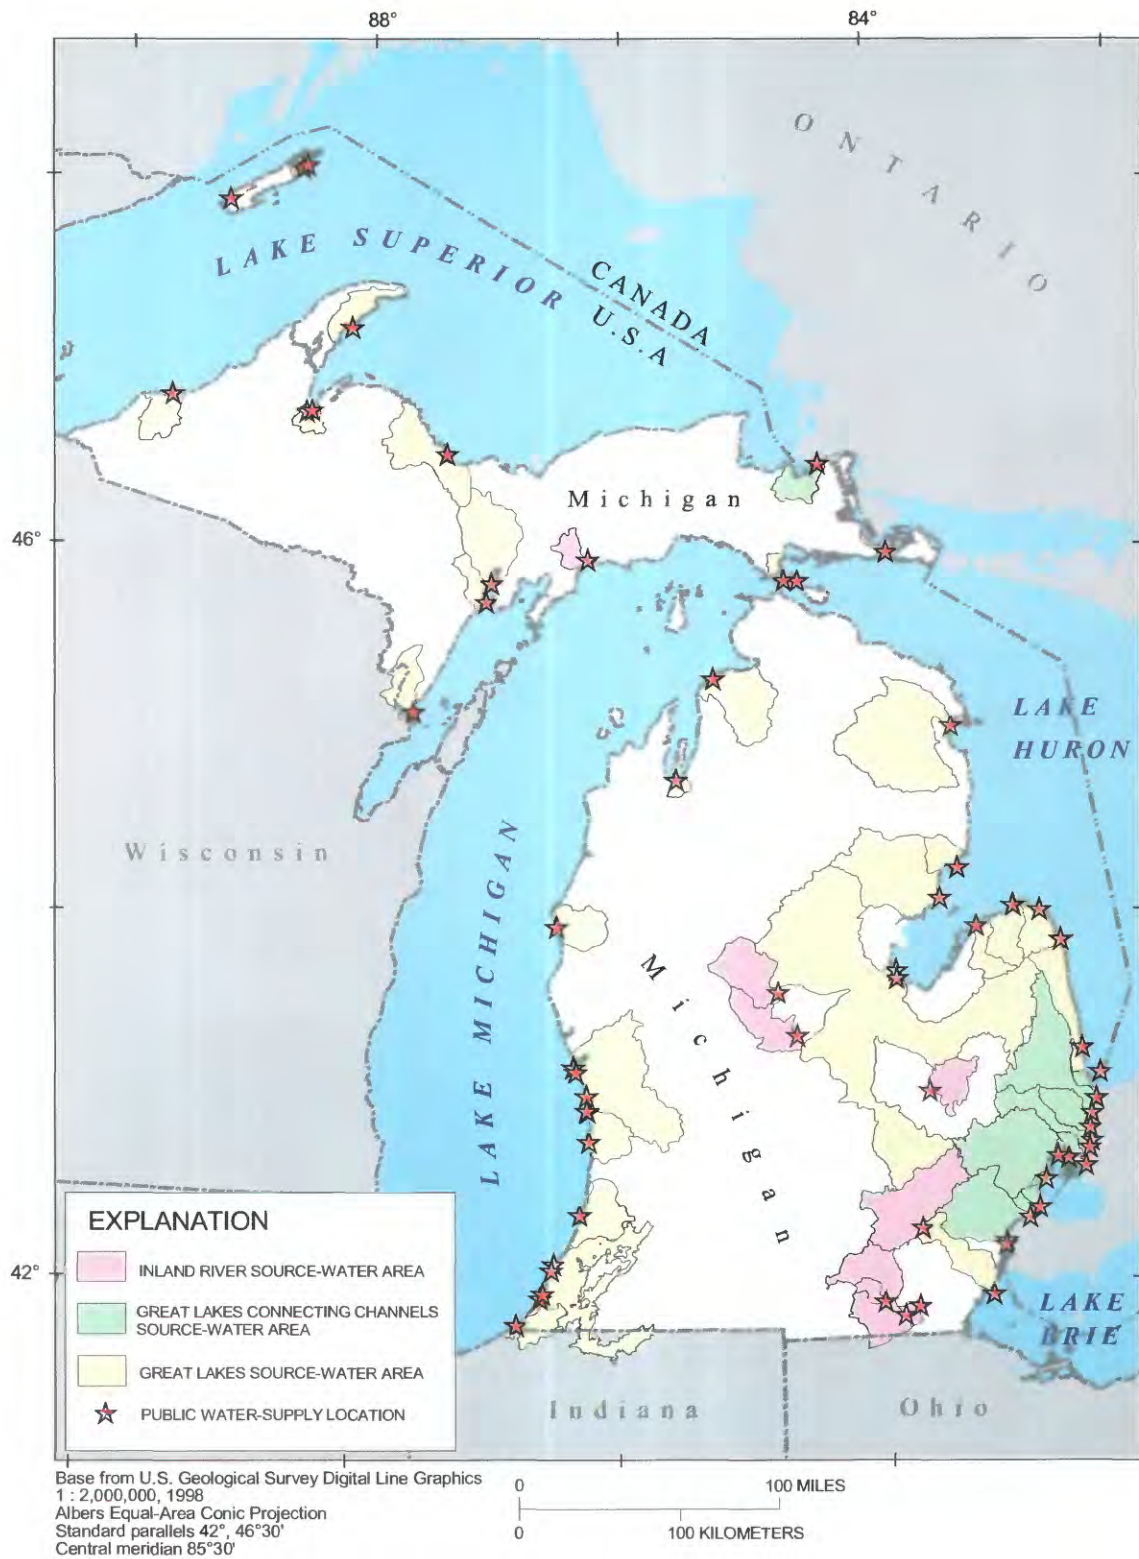 88°
84°
ONTARIO
LAKE SUPERIOR
CANADA
U.S.A
Michigan
46°
LAKE
HURON
Wisconsin
LAKE MICHIGAN
Michigan
EXPLANATION
INLAND RIVER SOURCE-WATER AREA
GREAT LAKES CONNECTING CHANNELS
SOURCE-WATER AREA
GREAT LAKES SOURCE-WATER AREA
PUBLIC WATER-SUPPLY LOCATION
42°
LAKE
ERIE
Indiana
Ohio
Base from U.S. Geological Survey Digital Line Graphics
1 : 2,000,000, 1998
Albers Equal-Area Conic Projection
Standard parallels 42°, 46°30'
Central meridian 85°30'
0 100 MILES
0 100 KILOMETERS